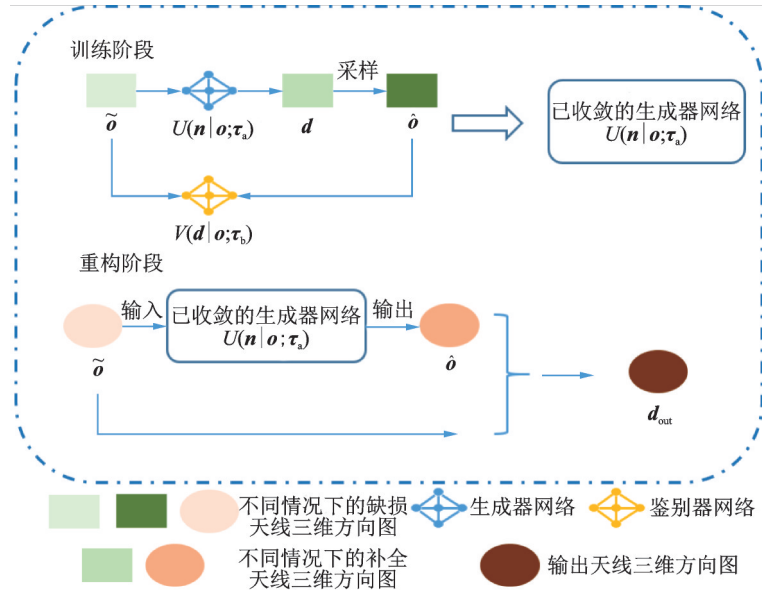 训练阶段
采样
õ
U(n|o;τₐ)
d
ô
已收敛的生成器网络
U(n|o;τₐ)
V(d|o;τ_b)
重构阶段
输入
已收敛的生成器网络
U(n|o;τₐ)
输出
õ
ô
d_out
不同情况下的缺损
天线三维方向图
生成器网络
鉴别器网络
不同情况下的补全
天线三维方向图
输出天线三维方向图